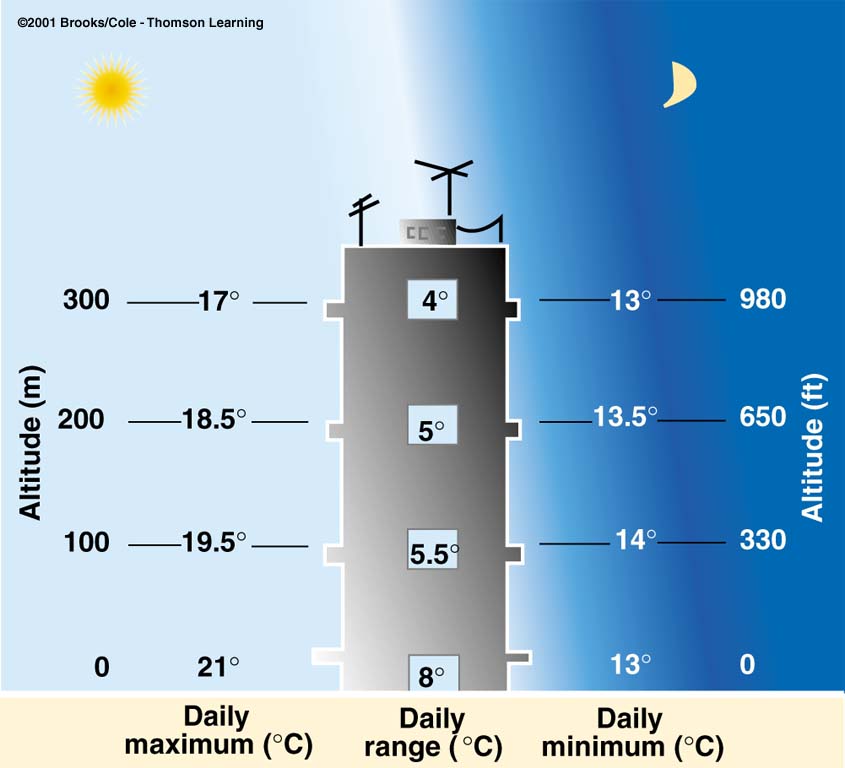 ©2001 Brooks/Cole - Thomson Learning
300 17° 4° 13° 980
200 18.5° 5° 13.5° 650
100 19.5° 5.5° 14° 330
0 21° 8° 13° 0
Altitude (m)
Altitude (ft)
Daily
maximum (°C)
Daily
range (°C)
Daily
minimum (°C)